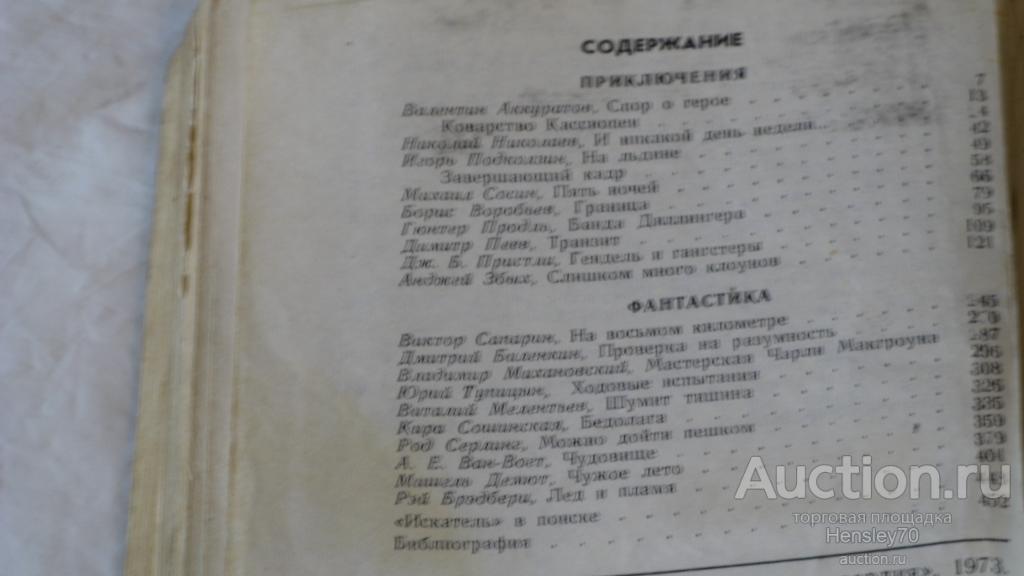 СОДЕРЖАНИЕ
ПРИКЛЮЧЕНИЯ
Валентин Аккуратов, Спор о герое 7
Коварство Кассиопеи 13
Николай Николаев, И никакой день недели...
Игорь Подколзин, На льдине 42
Завершающий кадр 49
Михаил Сосин, Пять ночей 54
Борис Воробьев, Граница 66
Гюнтер Продль, Банда Диллингера 79
Димитр Пеев, Транзит 95
Дж. Б. Пристли, Гендель и гангстеры 109
Анджей Збых, Слишком много клоунов 121
ФАНТАСТИКА
Виктор Сапарин, На восьмом километре
Дмитрий Биленкин, Проверка на разумность
Владимир Михановский, Мастерская Чарли Макгроуна
Юрий Тупицын, Ходовые испытания 296
Виталий Мелентьев, Шумит тишина 308
Кира Сошинская, Бедолага 326
Род Серлинг, Можно дойти пешком 335
А. Е. Ван-Вогт, Чудовище 350
Мишель Демют, Чужое лето 379
Рэй Брэдбери, Лед и пламя 404
«Искатель» в поиске
Библиография
1973.
Auction.ru
торговая площадка
Hensley70
auction.ru